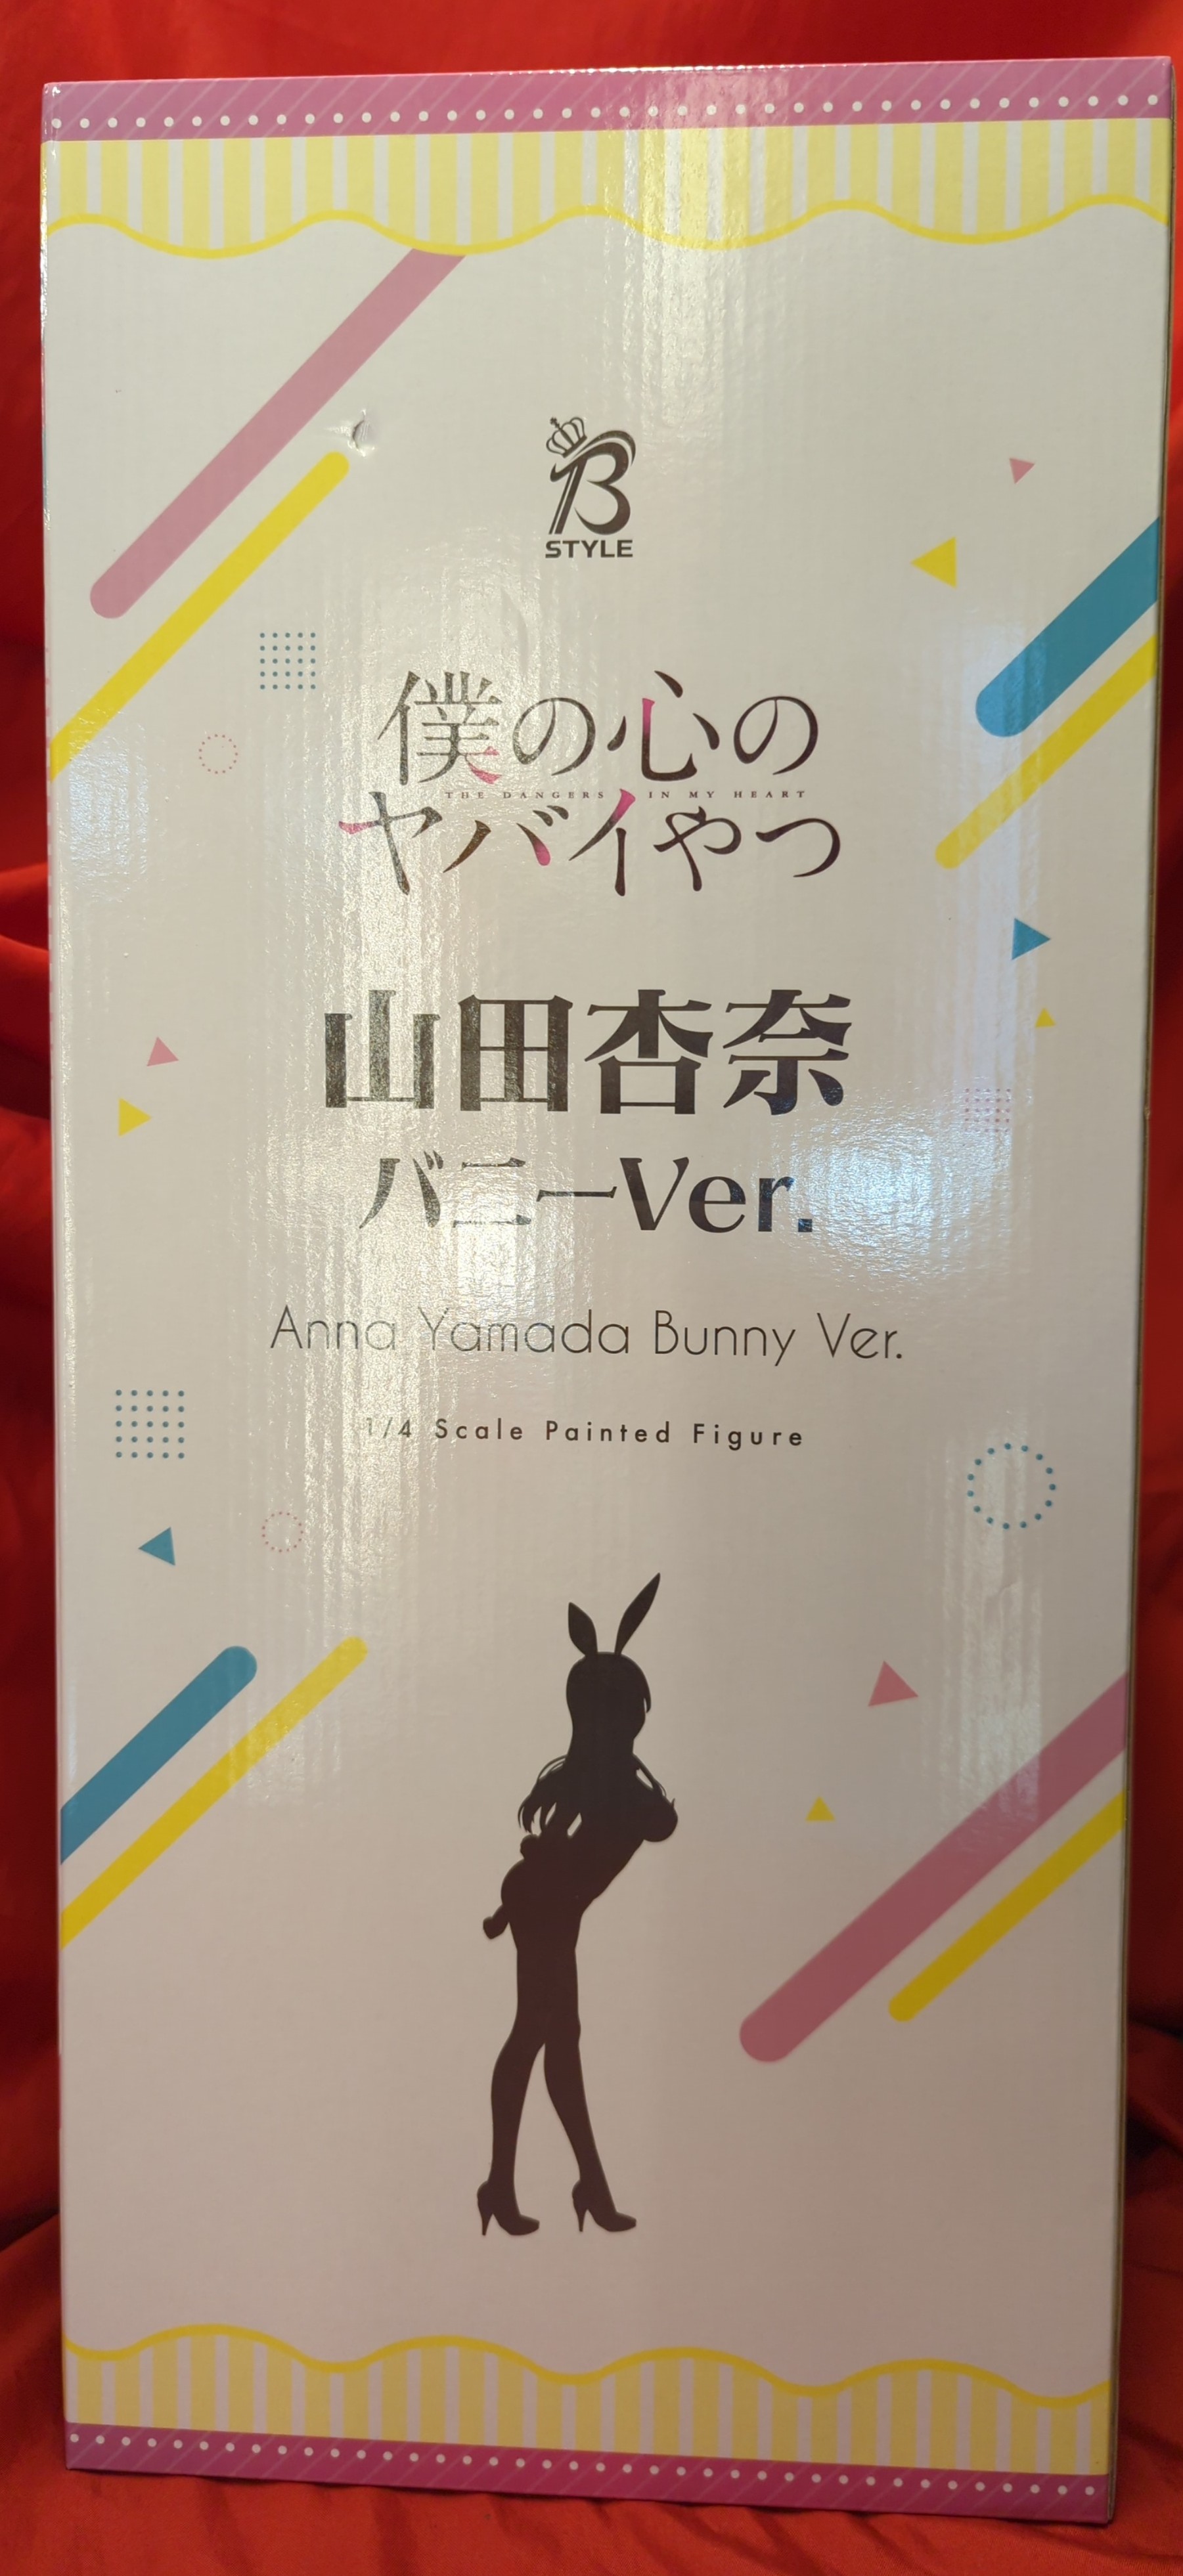 B
STYLE
僕の心の
THE DANGERS IN MY HEART
ヤバイやつ
山田杏奈
バニーVer.
Anna Yamada Bunny Ver.
1/4 Scale Painted Figure